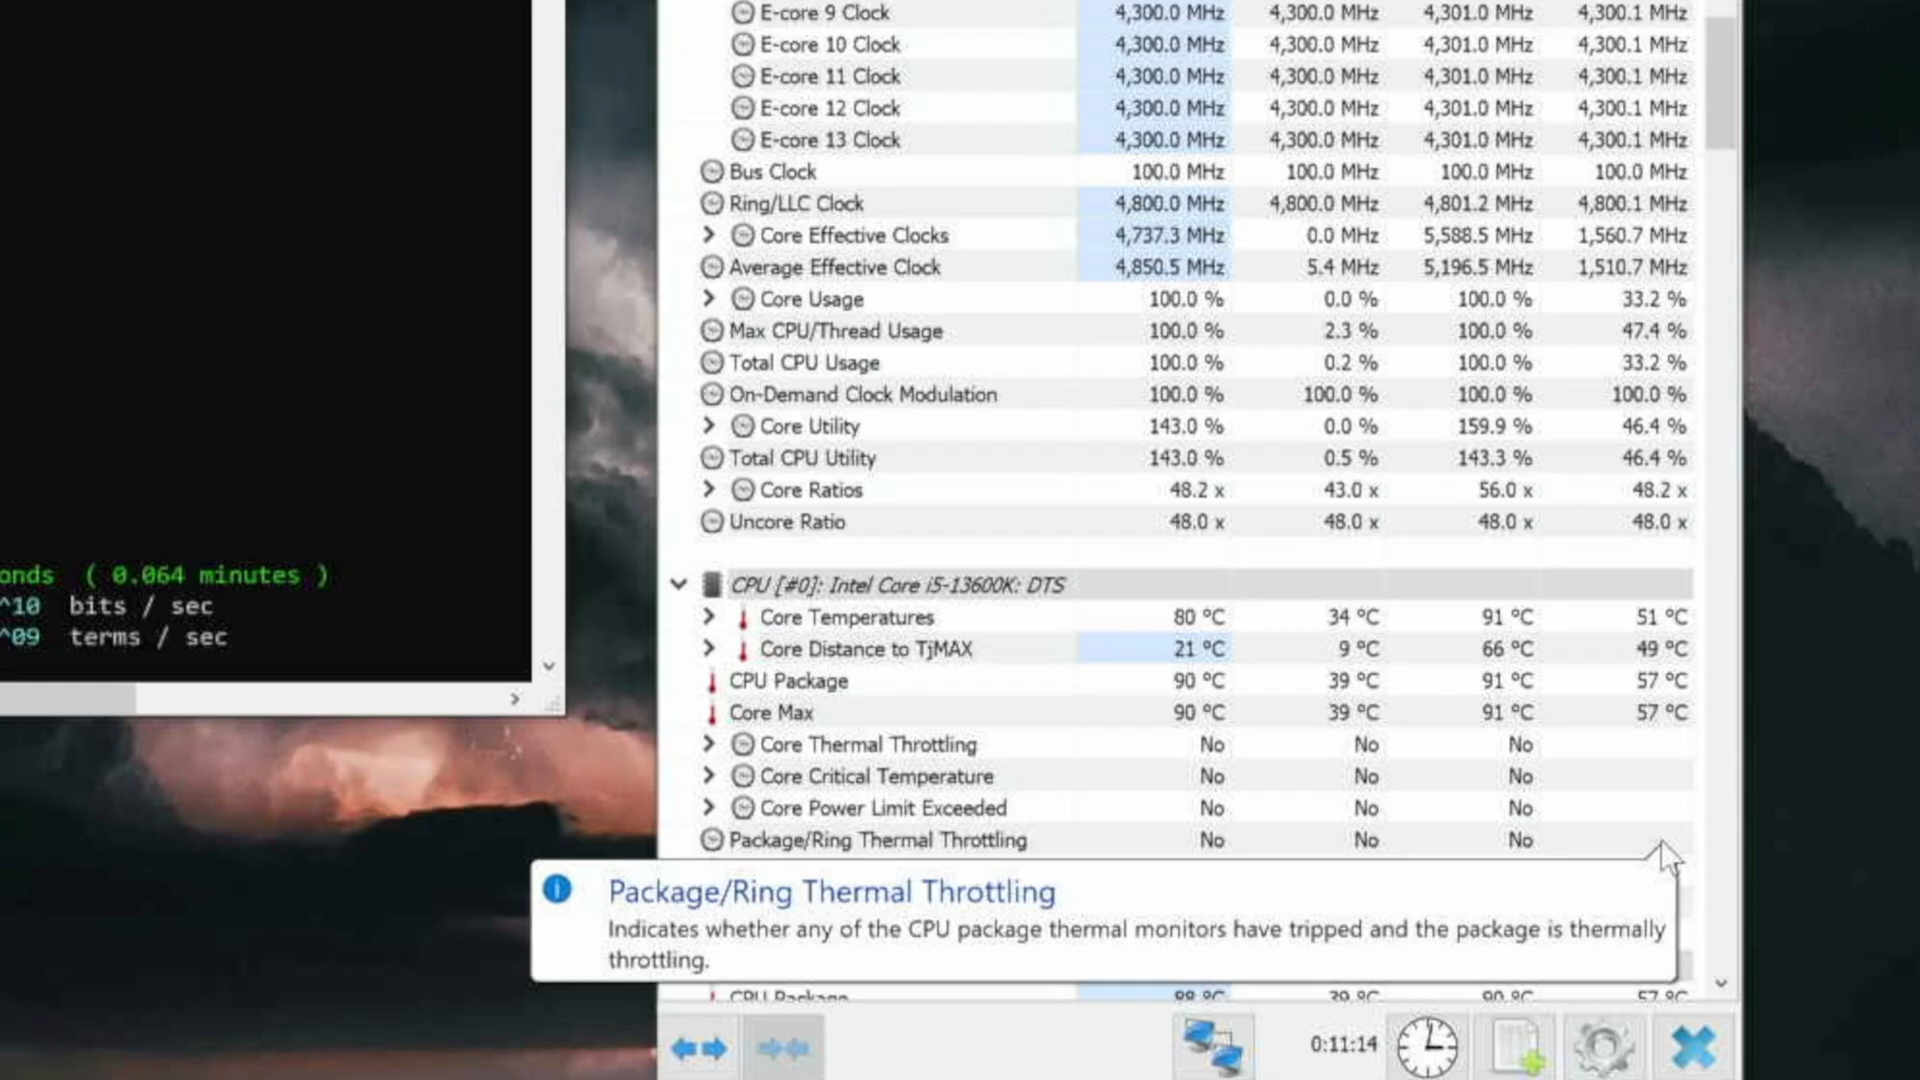 E-core 9 Clock 4,300.0 MHz 4,300.0 MHz 4,301.0 MHz 4,300.1 MHz
E-core 10 Clock 4,300.0 MHz 4,300.0 MHz 4,301.0 MHz 4,300.1 MHz
E-core 11 Clock 4,300.0 MHz 4,300.0 MHz 4,301.0 MHz 4,300.1 MHz
E-core 12 Clock 4,300.0 MHz 4,300.0 MHz 4,301.0 MHz 4,300.1 MHz
E-core 13 Clock 4,300.0 MHz 4,300.0 MHz 4,301.0 MHz 4,300.1 MHz
Bus Clock 100.0 MHz 100.0 MHz 100.0 MHz 100.0 MHz
Ring/LLC Clock 4,800.0 MHz 4,800.0 MHz 4,801.2 MHz 4,800.1 MHz
Core Effective Clocks 4,737.3 MHz 0.0 MHz 5,588.5 MHz 1,560.7 MHz
Average Effective Clock 4,850.5 MHz 5.4 MHz 5,196.5 MHz 1,510.7 MHz
Core Usage 100.0 % 0.0 % 100.0 % 33.2 %
Max CPU/Thread Usage 100.0 % 2.3 % 100.0 % 47.4 %
Total CPU Usage 100.0 % 0.2 % 100.0 % 33.2 %
On-Demand Clock Modulation 100.0 % 100.0 % 100.0 % 100.0 %
Core Utility 143.0 % 0.0 % 159.9 % 46.4 %
Total CPU Utility 143.0 % 0.5 % 143.3 % 46.4 %
Core Ratios 48.2 x 43.0 x 56.0 x 48.2 x
Uncore Ratio 48.0 x 48.0 x 48.0 x 48.0 x
onds ( 0.064 minutes )
^10 bits / sec
^09 terms / sec
CPU [#0]: Intel Core i5-13600K: DTS
Core Temperatures 80 °C 34 °C 91 °C 51 °C
Core Distance to TjMAX 21 °C 9 °C 66 °C 49 °C
CPU Package 90 °C 39 °C 91 °C 57 °C
Core Max 90 °C 39 °C 91 °C 57 °C
Core Thermal Throttling No No No
Core Critical Temperature No No No
Core Power Limit Exceeded No No No
Package/Ring Thermal Throttling No No No
Package/Ring Thermal Throttling
Indicates whether any of the CPU package thermal monitors have tripped and the package is thermally
throttling.
CPU Package 39 °C 90 °C 57 °C
0:11:14